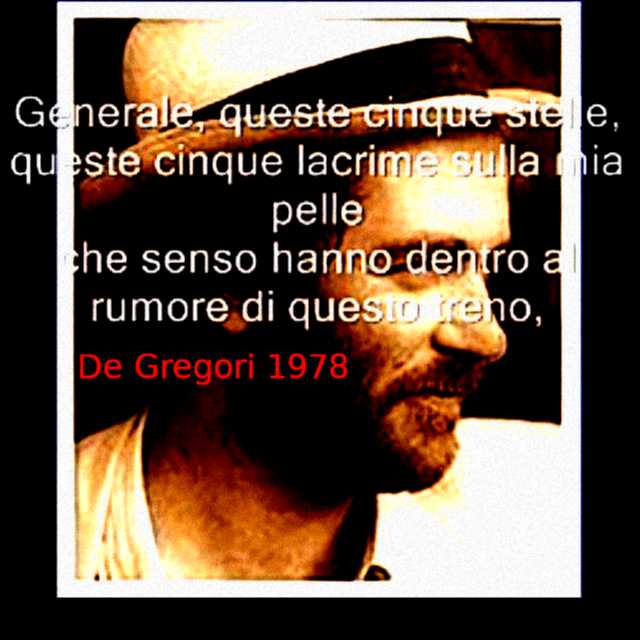 Generale, queste cinque stelle,
queste cinque lacrime sulla mia
pelle
che senso hanno dentro al
rumore di questo treno,
De Gregori 1978